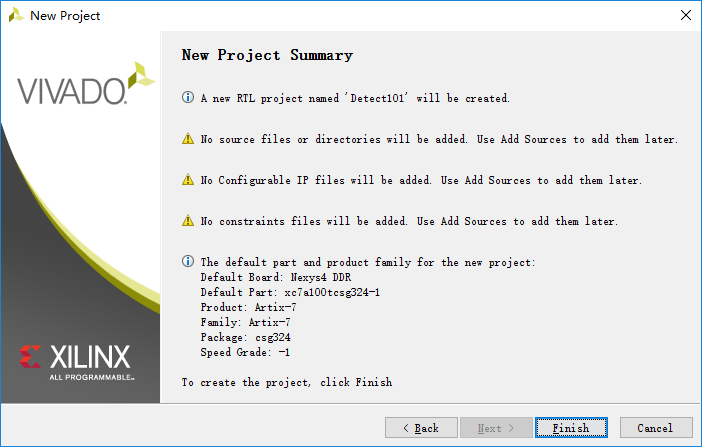 New Project
VIVADO.
New Project Summary
A new RTL project named 'Detect101' will be created.
No source files or directories will be added. Use Add Sources to add them later.
No Configurable IP files will be added. Use Add Sources to add them later.
No constraints files will be added. Use Add Sources to add them later.
The default part and product family for the new project:
Default Board: Nexys4 DDR
Default Part: xc7a100tcsg324-1
Product: Artix-7
Family: Artix-7
Package: csg324
Speed Grade: -1
XILINX
ALL PROGRAMMABLE™
To create the project, click Finish
< Back
Next >
Finish
Cancel